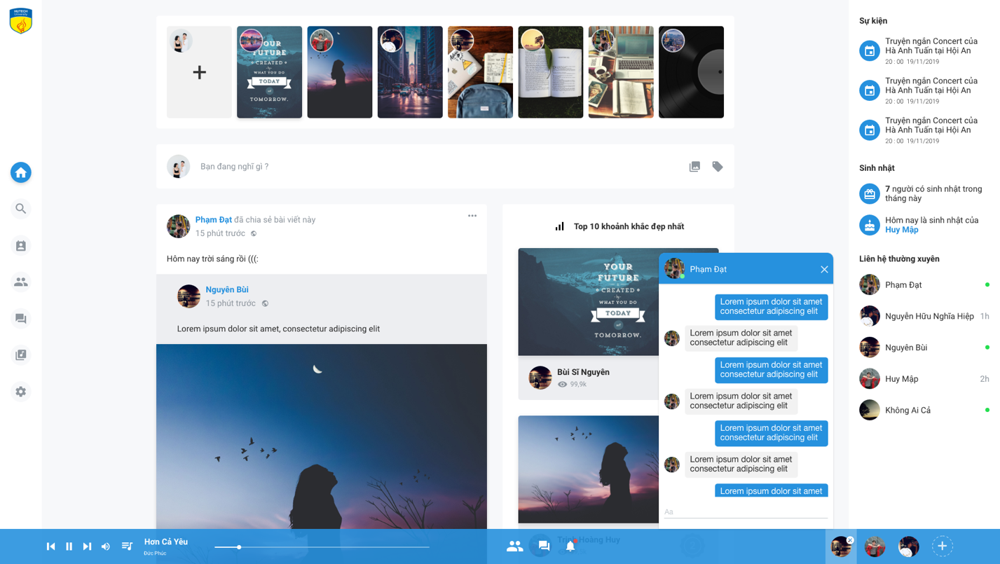 HUTECH
University
YOUR
FUTURE
CREATED
by
WHAT YOU DO
TODAY
TOMORROW.
Bạn đang nghĩ gì ?
Phạm Đạt đã chia sẻ bài viết này
15 phút trước
Hôm nay trời sáng rồi (((:
Nguyên Bùi
15 phút trước
Lorem ipsum dolor sit amet, consectetur adipiscing elit
Top 10 khoảnh khắc đẹp nhất
YOUR
FUTURE
CREATED
by
WHAT YOU DO
TODAY
TOMORROW.
Bùi Sĩ Nguyên
99,9k
Trịnh Hoàng Huy
Phạm Đạt
Lorem ipsum dolor sit amet
consectetur adipiscing elit
Lorem ipsum dolor sit amet
consectetur adipiscing elit
Lorem ipsum dolor sit amet
consectetur adipiscing elit
Lorem ipsum dolor sit amet
consectetur adipiscing elit
Lorem ipsum dolor sit amet
consectetur adipiscing elit
Lorem ipsum dolor sit amet
consectetur adipiscing elit
Lorem ipsum dolor sit amet
Aa
Sự kiện
Truyện ngắn Concert của
Hà Anh Tuấn tại Hội An
20 : 00 19/11/2019
Truyện ngắn Concert của
Hà Anh Tuấn tại Hội An
20 : 00 19/11/2019
Truyện ngắn Concert của
Hà Anh Tuấn tại Hội An
20 : 00 19/11/2019
Sinh nhật
7 người có sinh nhật trong
tháng này
Hôm nay là sinh nhật của
Huy Mập
Liên hệ thường xuyên
Phạm Đạt
Nguyễn Hữu Nghĩa Hiệp 1h
Nguyên Bùi
Huy Mập 2h
Không Ai Cả
Hơn Cả Yêu
Đức Phúc